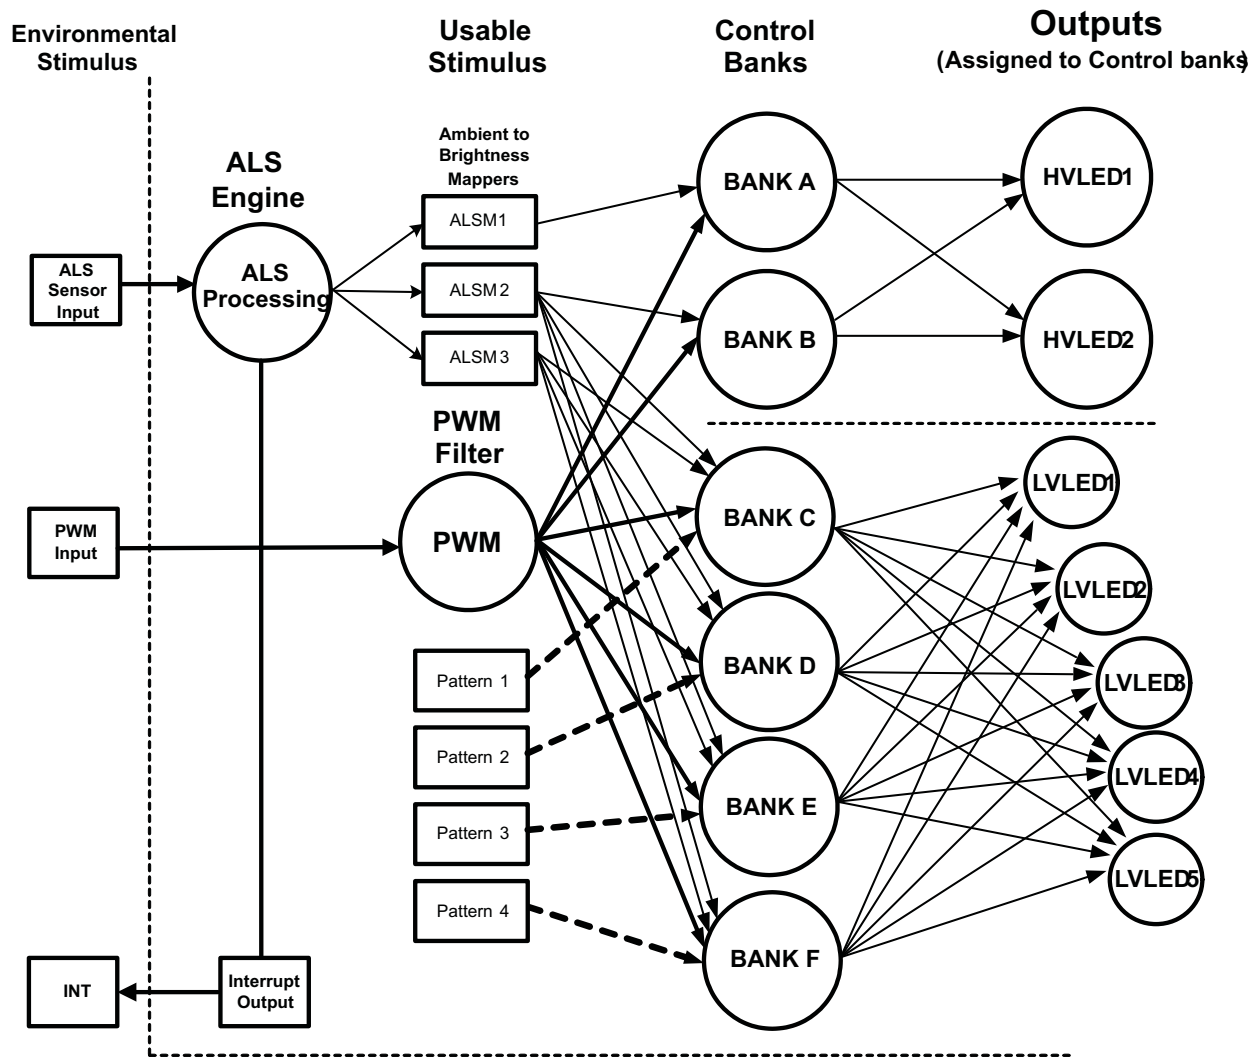 Environmental
Stimulus
Usable
Stimulus
Control
Banks
Outputs
(Assigned to Control banks)
Ambient to
Brightness
Mappers
ALS
Engine
ALS
Processing
ALS
Sensor
Input
ALSM1
ALSM2
ALSM3
BANK A
BANK B
HVLED1
HVLED2
PWM
Filter
PWM
PWM
Input
BANK C
BANK D
BANK E
BANK F
LVLED1
LVLED2
LVLED3
LVLED4
LVLED5
Pattern 1
Pattern 2
Pattern 3
Pattern 4
INT
Interrupt
Output